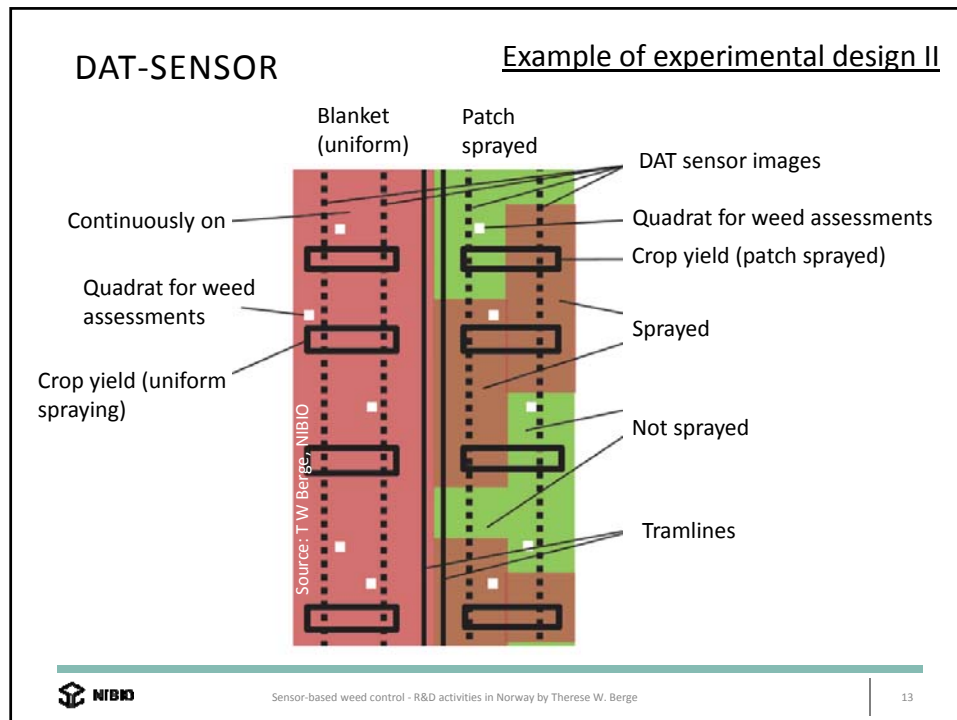 DAT-SENSOR
Example of experimental design II
Blanket
(uniform)
Patch
sprayed
Continuously on
Quadrat for weed
assessments
Crop yield (uniform
spraying)
Source: T W Berge, NIBIO
DAT sensor images
Quadrat for weed assessments
Crop yield (patch sprayed)
Sprayed
Not sprayed
Tramlines
NIBIO
Sensor-based weed control - R&D activities in Norway by Therese W. Berge
13